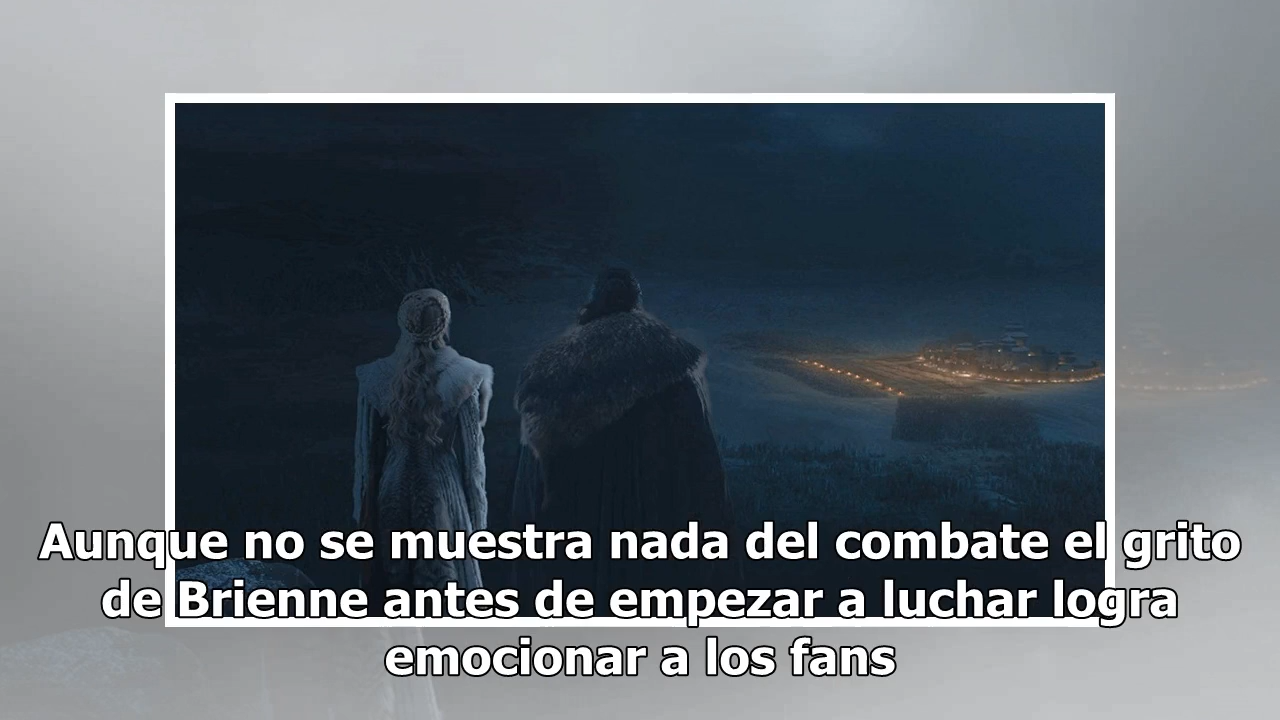 Aunque no se muestra nada del combate el grito
de Brienne antes de empezar a luchar logra
emocionar a los fans